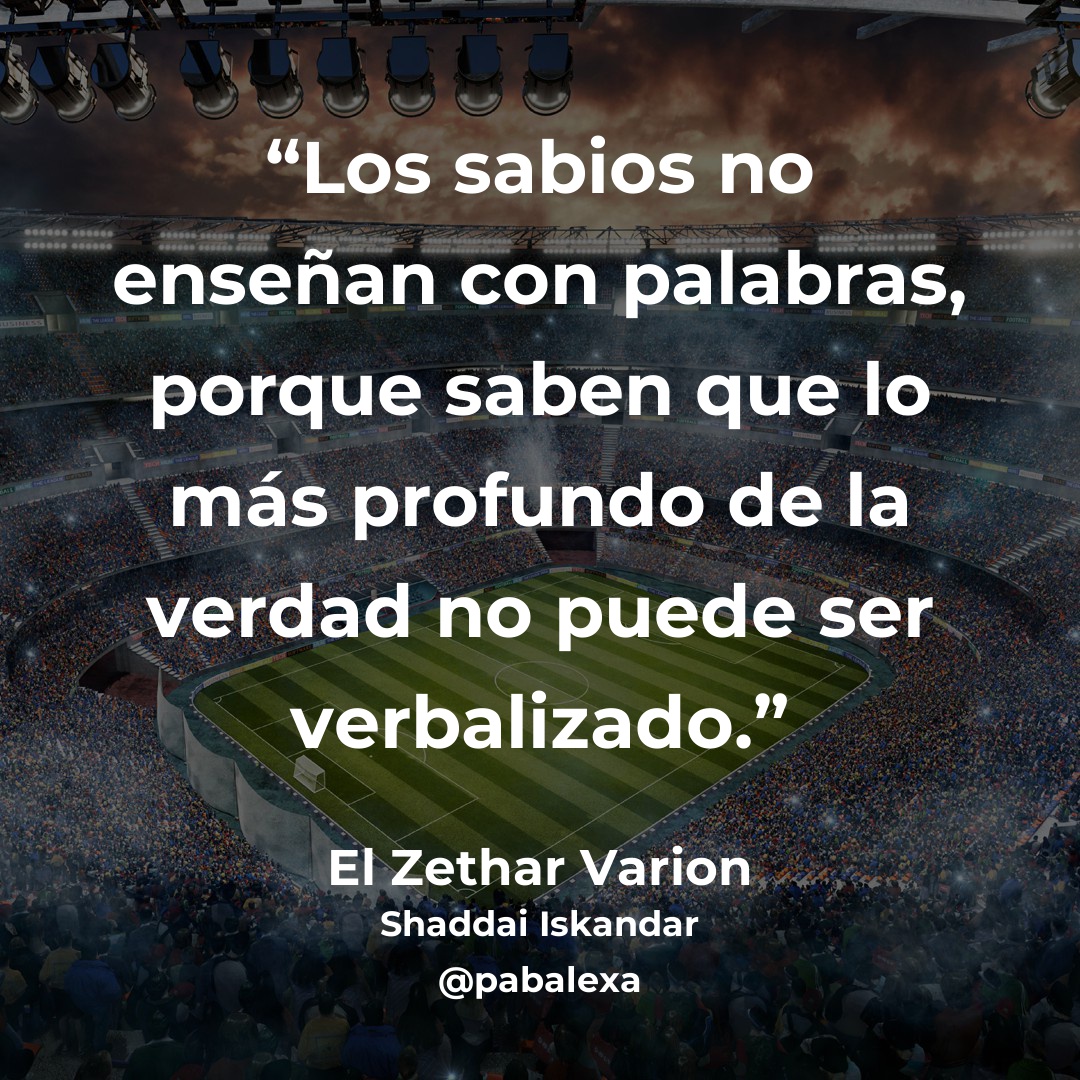 “Los sabios no
enseñan con palabras,
porque saben que lo
más profundo de la
verdad no puede ser
verbalizado.”
El Zethar Varion
Shaddai Iskandar
@pabalexa
BUSINESS